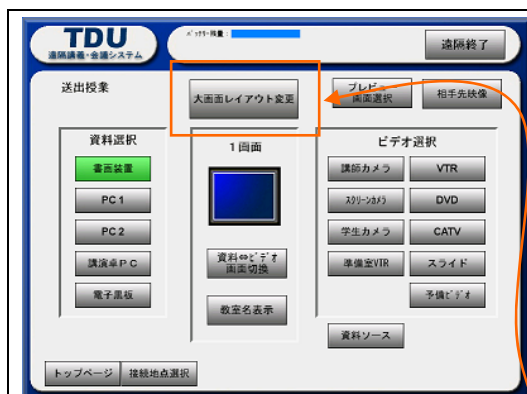 TDU
遠隔講義・会議システム
バッテリー残量:
遠隔終了
送出授業
大画面レイアウト変更
プレビュー
画面選択
相手先映像
資料選択
書画装置
PC1
PC2
講演卓PC
電子黒板
1画面
資料⇔ビデオ
画面切換
教室名表示
ビデオ選択
講師カメラ
VTR
スクリーンカメラ
DVD
学生カメラ
CATV
準備室VTR
スライド
予備ビデオ
資料ソース
トップページ
接続地点選択